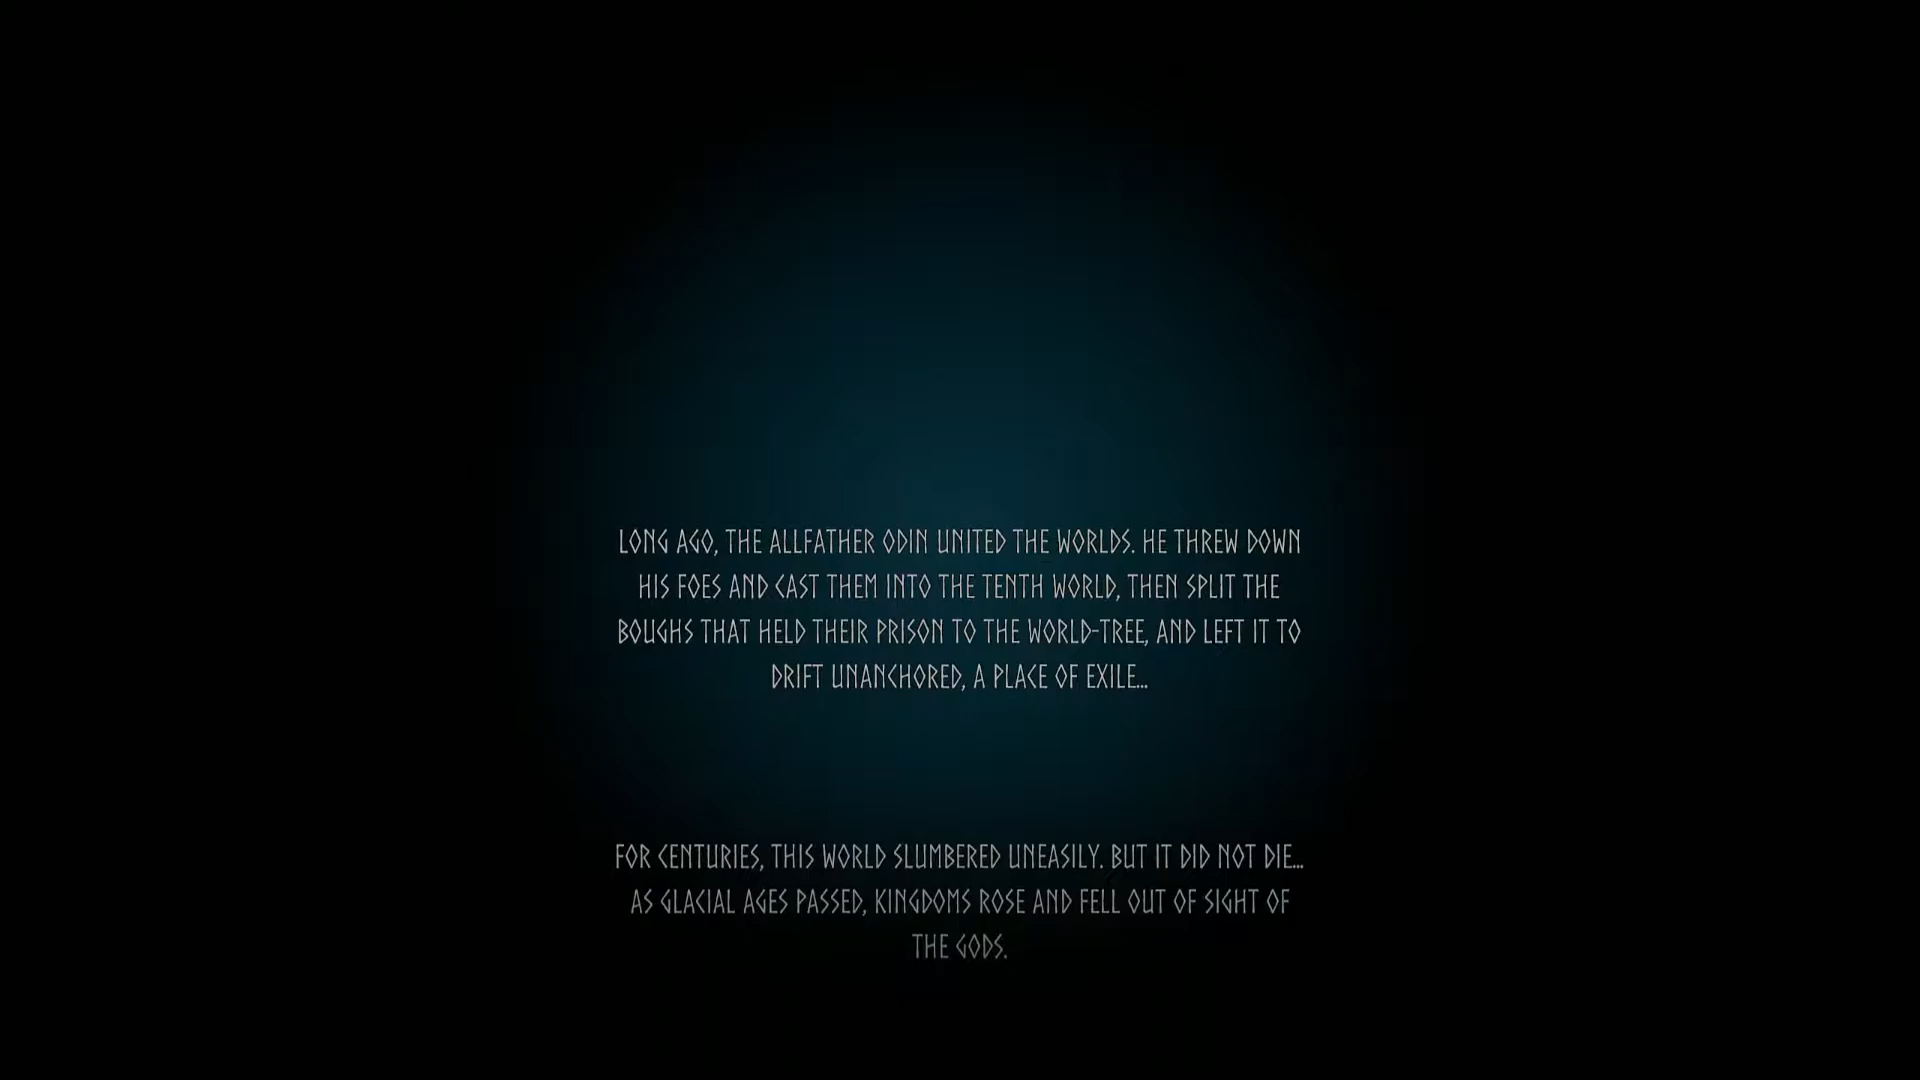 LONG AGO, THE ALLFATHER ODIN UNITED THE WORLDS. HE THREW DOWN
HIS FOES AND CAST THEM INTO THE TENTH WORLD, THEN SPLIT THE
BOUGHS THAT HELD THEIR PRISON TO THE WORLD-TREE, AND LEFT IT TO
DRIFT UNANCHORED, A PLACE OF EXILE...
FOR CENTURIES, THIS WORLD SLUMBERED UNEASILY. BUT IT DID NOT DIE...
AS GLACIAL AGES PASSED, KINGDOMS ROSE AND FELL OUT OF SIGHT OF
THE GODS.